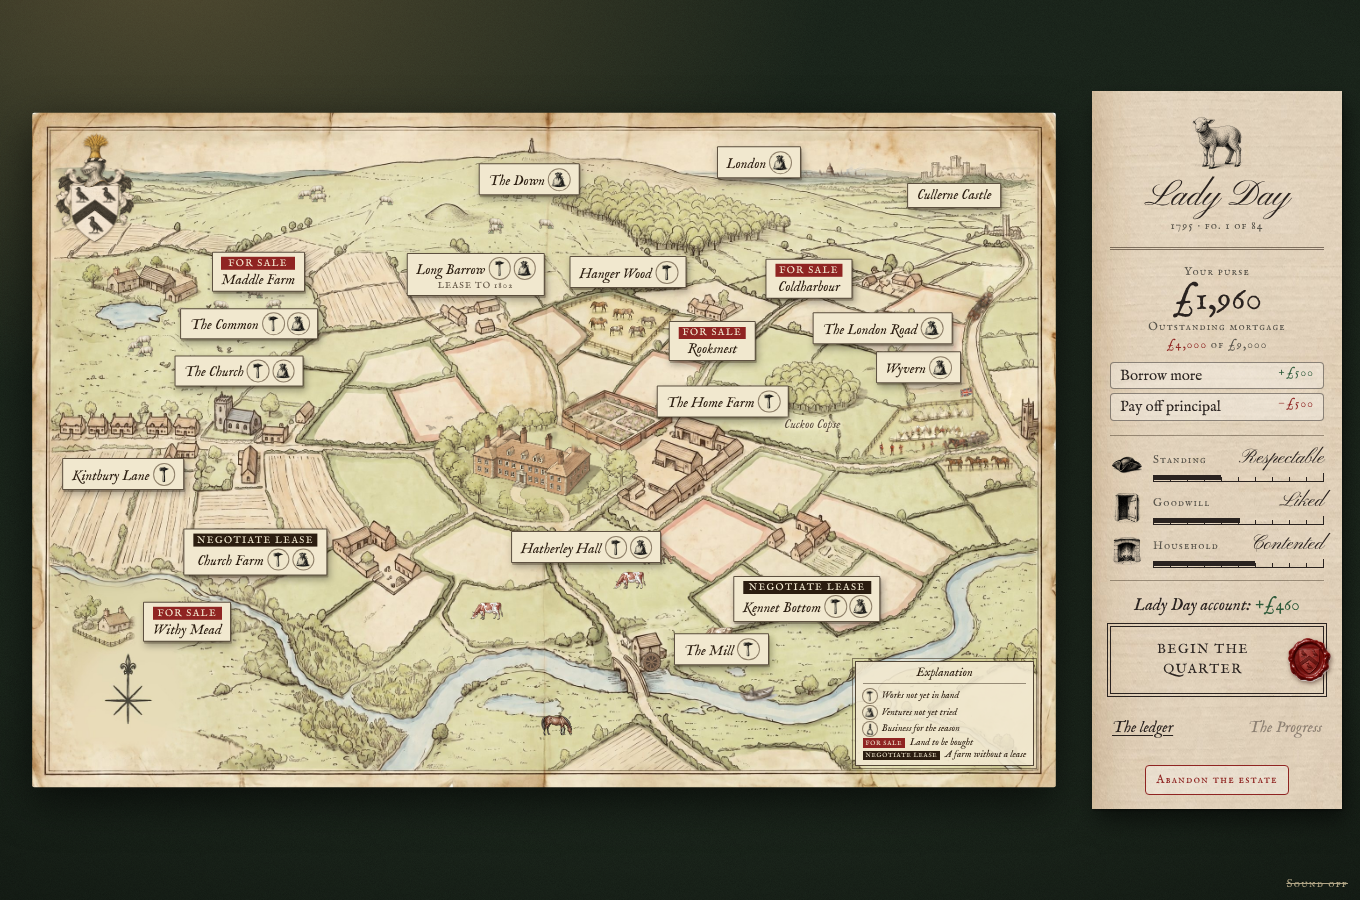 London
The Down
Cullerne Castle
FOR SALE
Maddle Farm
Long Barrow
LEASE TO 1802
Hanger Wood
FOR SALE
Coldharbour
The Common
The London Road
FOR SALE
Rooksnest
The Church
Wyvern
The Home Farm
Cuckoo Copse
Kintbury Lane
NEGOTIATE LEASE
Church Farm
Hatherley Hall
NEGOTIATE LEASE
Kennet Bottom
FOR SALE
Withy Mead
The Mill
Explanation
Works not yet in hand
Ventures not yet tried
Business for the season
FOR SALE Land to be bought
NEGOTIATE LEASE A farm without a lease
Lady Day
1795 · FO. 1 OF 84
YOUR PURSE
£1,960
OUTSTANDING MORTGAGE
£4,000 OF £9,000
Borrow more +£500
Pay off principal −£500
STANDING Respectable
GOODWILL Liked
HOUSEHOLD Contented
Lady Day account: +£460
BEGIN THE
QUARTER
The ledger The Progress
ABANDON THE ESTATE
SOUND OFF